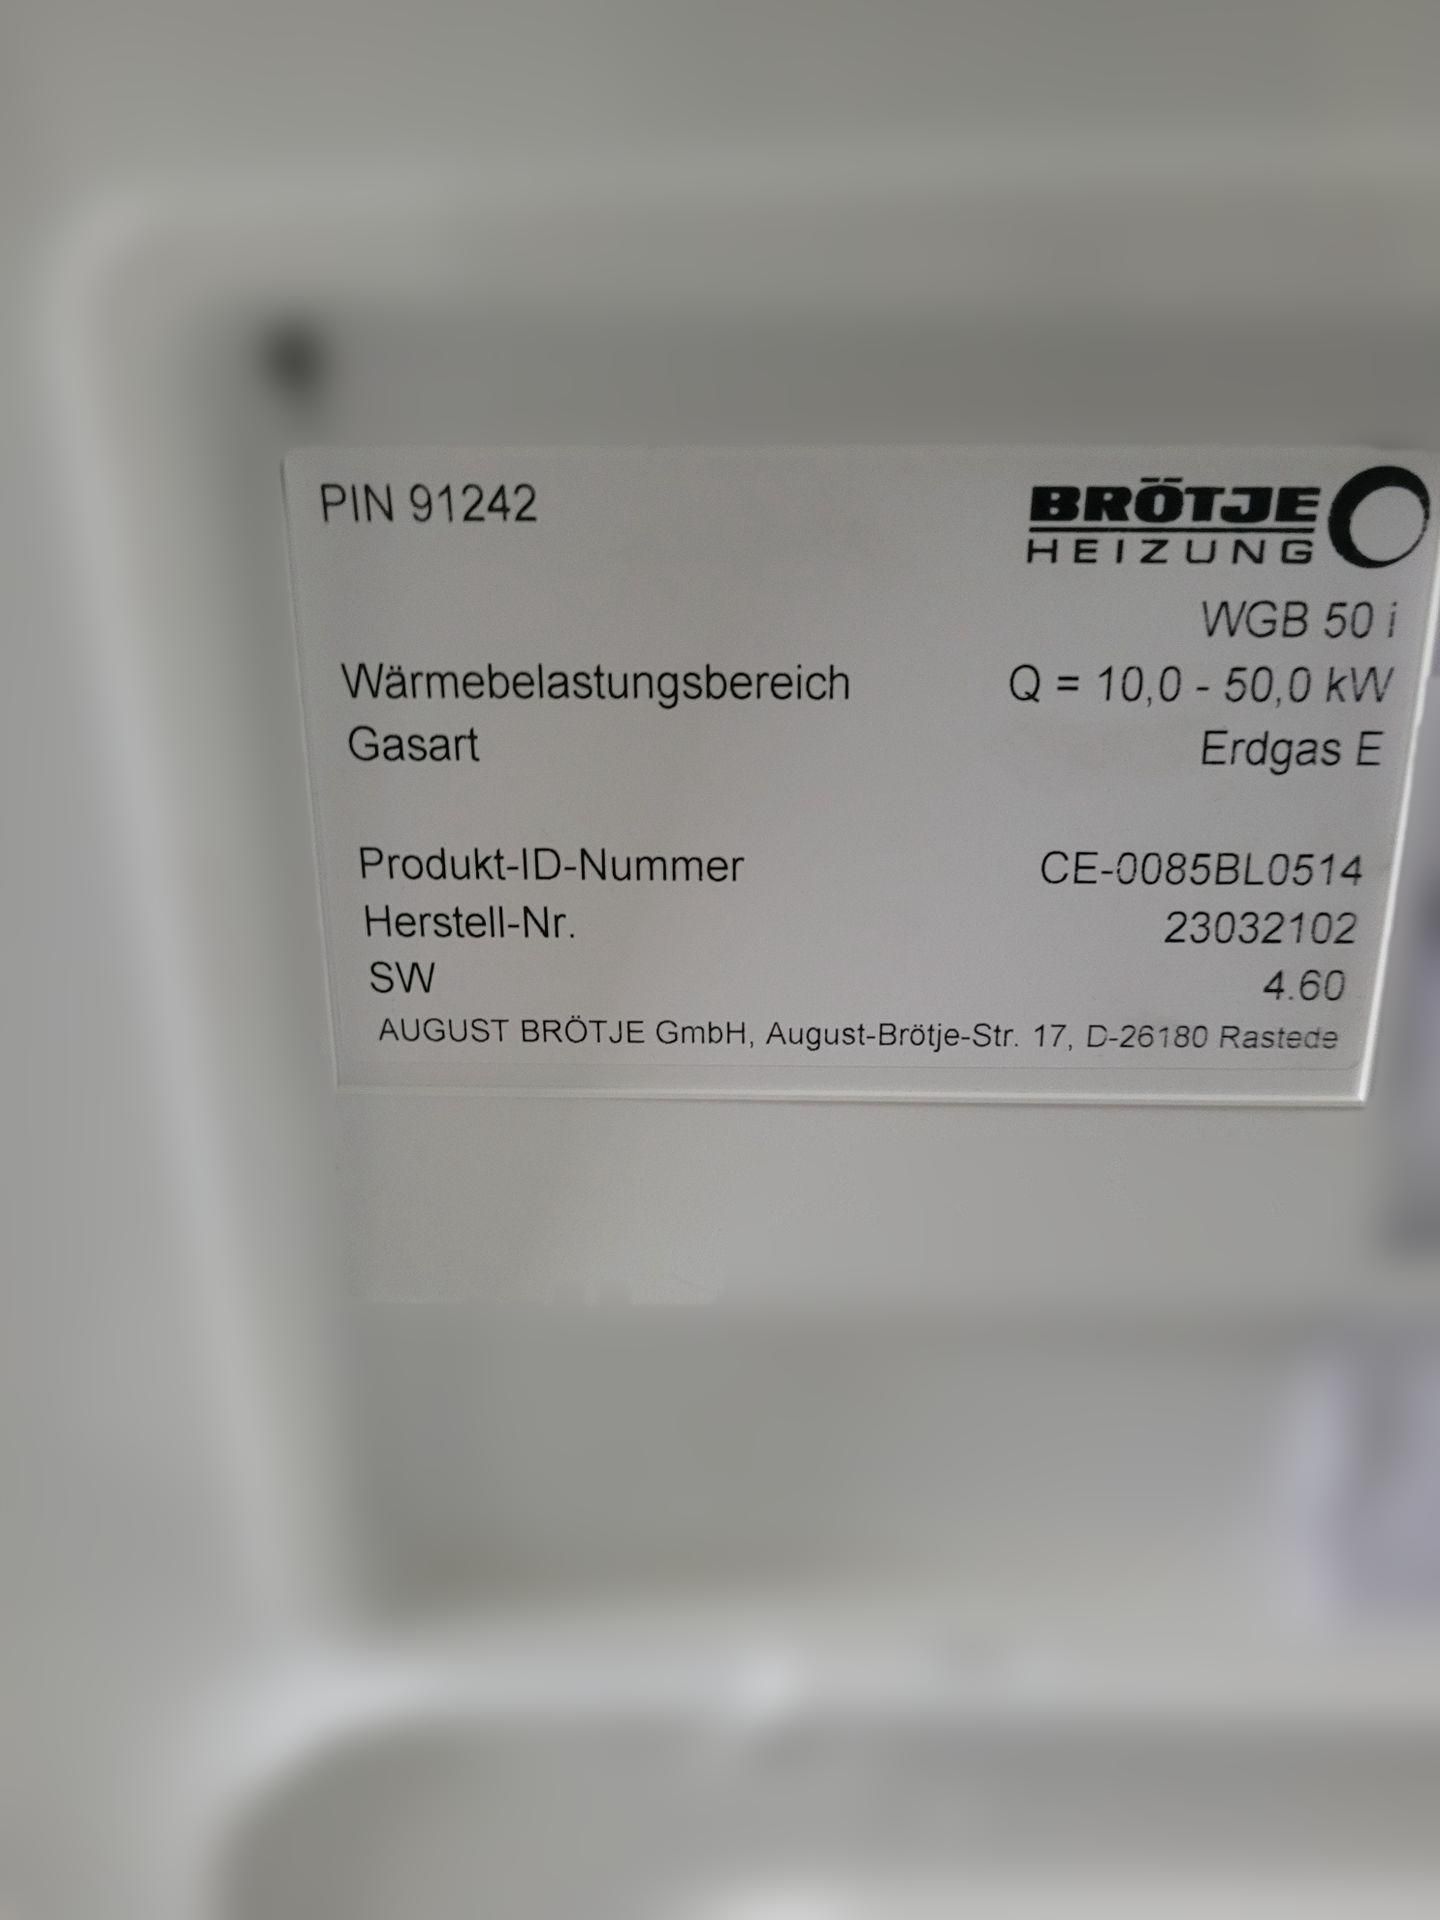 PIN 91242
BRÖTJE
HEIZUNG
WGB 50 i
Wärmebelastungsbereich Q = 10,0 - 50,0 kW
Gasart Erdgas E
Produkt-ID-Nummer CE-0085BL0514
Herstell-Nr. 23032102
SW 4.60
AUGUST BRÖTJE GmbH, August-Brötje-Str. 17, D-26180 Rastede